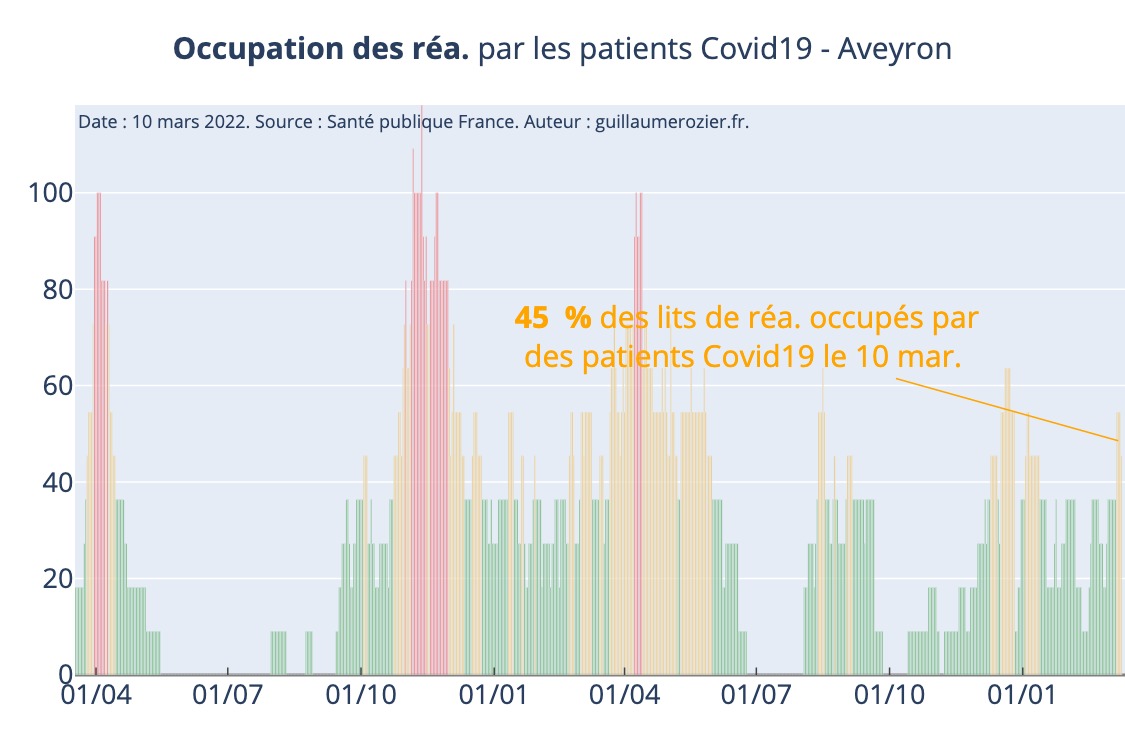 Occupation des réa. par les patients Covid19 - Aveyron
Date : 10 mars 2022. Source : Santé publique France. Auteur : guillaumerozier.fr.
100
80
45 % des lits de réa. occupés par
des patients Covid19 le 10 mar.
60
40
20
0
01/04 01/07 01/10 01/01 01/04 01/07 01/10 01/01